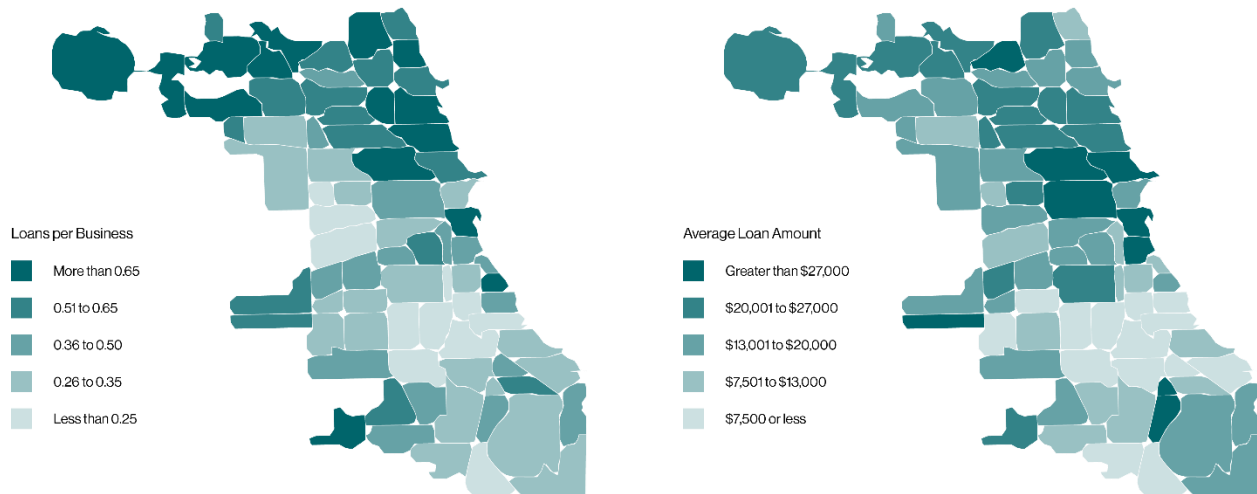 Loans per Business
More than 0.65
0.51 to 0.65
0.36 to 0.50
0.26 to 0.35
Less than 0.25
Average Loan Amount
Greater than $27,000
$20,001 to $27,000
$13,001 to $20,000
$7,501 to $13,000
$7,500 or less